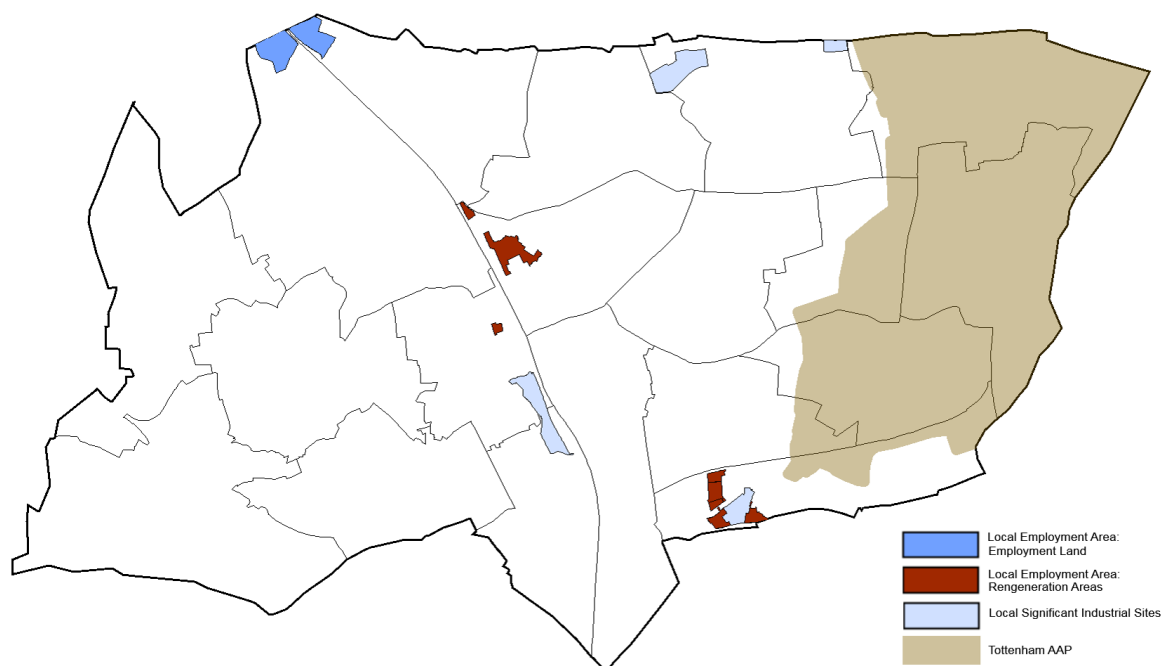 Local Employment Area:
Employment Land
Local Employment Area:
Rengeneration Areas
Local Significant Industrial Sites
Tottenham AAP